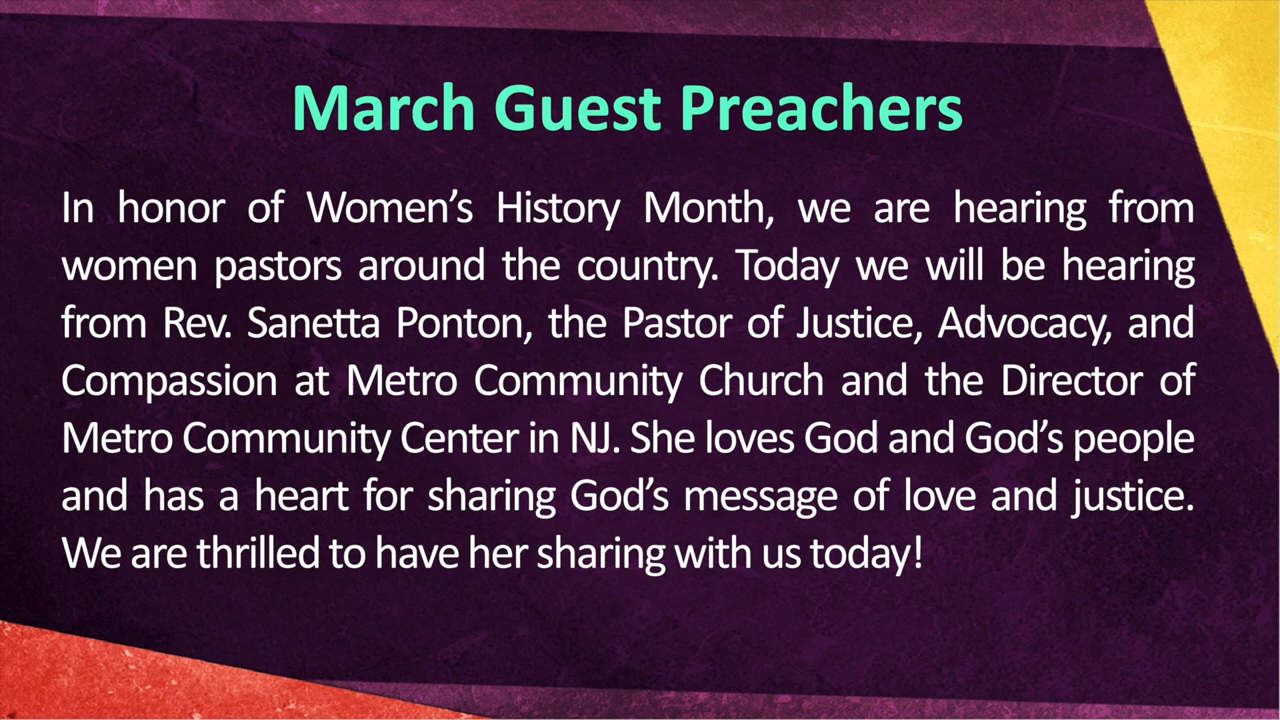 March Guest Preachers
In honor of Women’s History Month, we are hearing from
women pastors around the country. Today we will be hearing
from Rev. Sanetta Ponton, the Pastor of Justice, Advocacy, and
Compassion at Metro Community Church and the Director of
Metro Community Center in NJ. She loves God and God’s people
and has a heart for sharing God’s message of love and justice.
We are thrilled to have her sharing with us today!